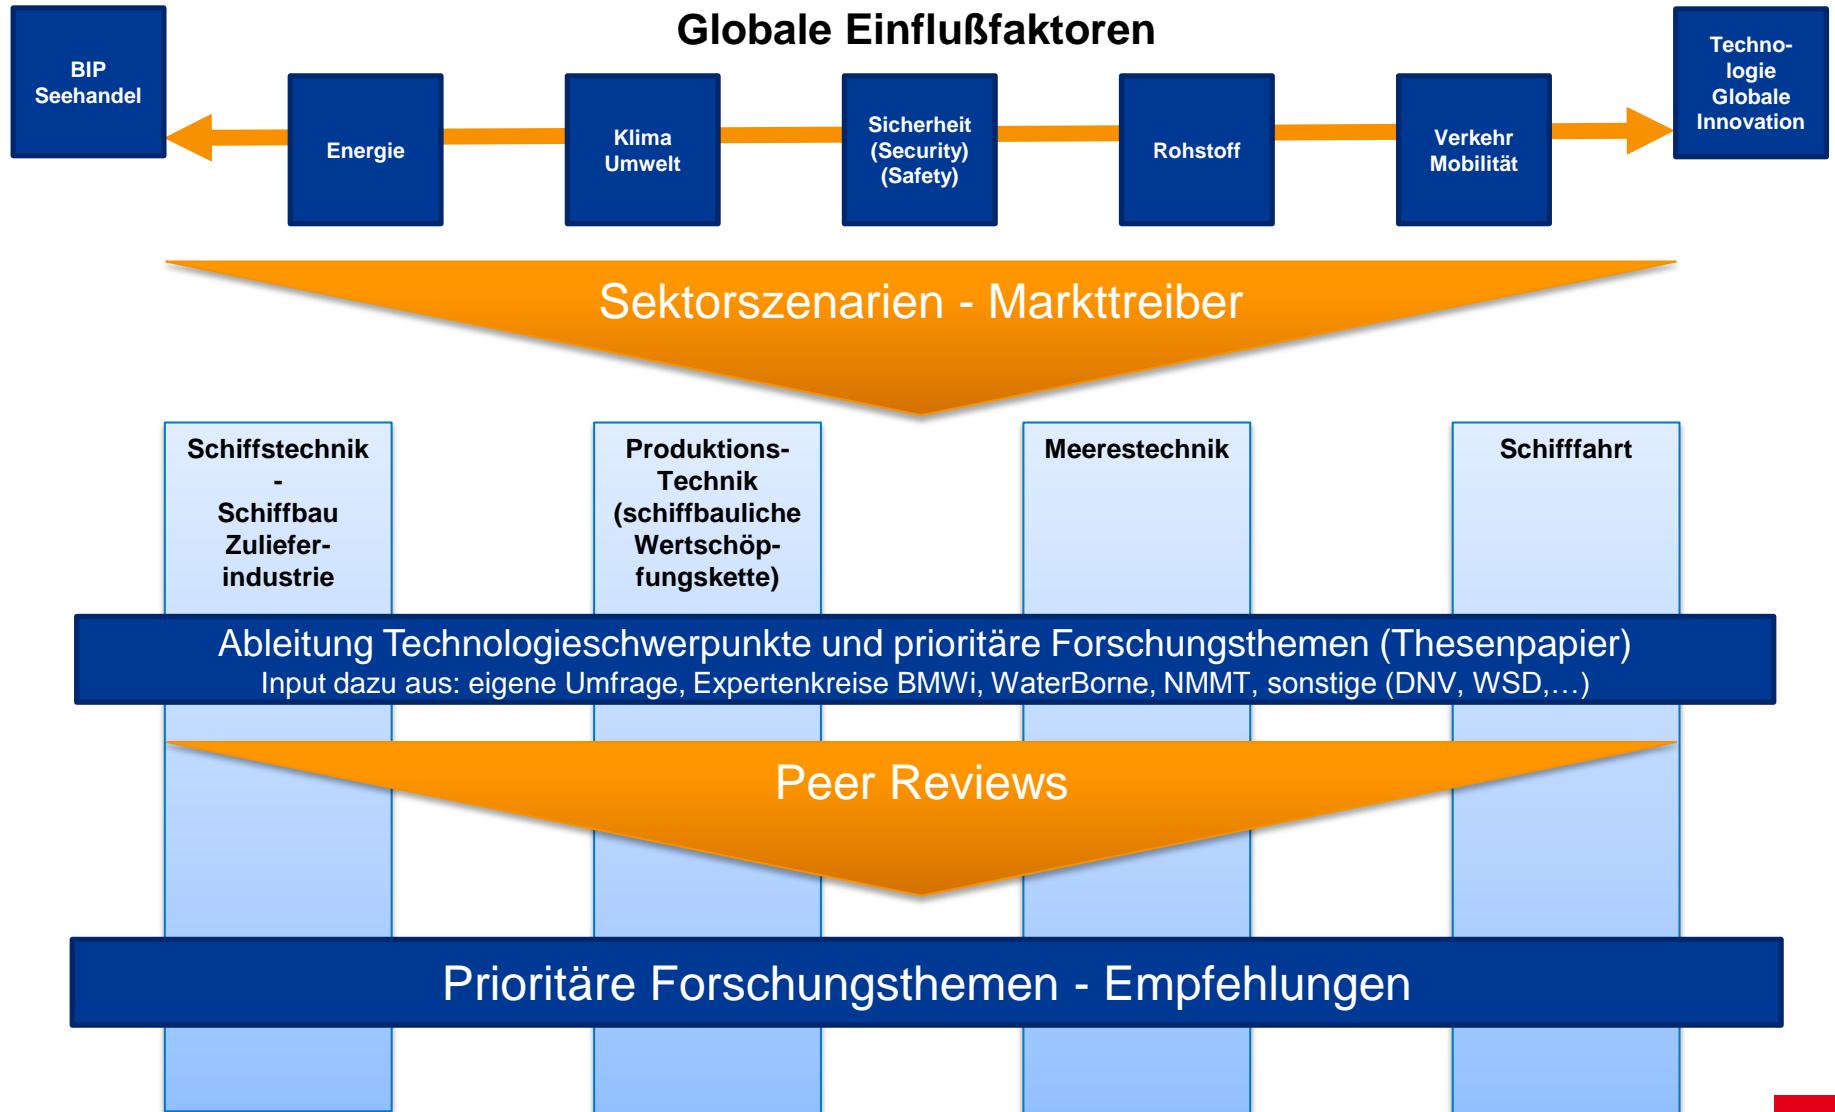 Globale Einflußfaktoren
BIP
Seehandel
Energie
Klima
Umwelt
Sicherheit
(Security)
(Safety)
Rohstoff
Verkehr
Mobilität
Techno-
logie
Globale
Innovation
Sektorszenarien - Markttreiber
Schiffstechnik
-
Schiffbau
Zuliefer-
industrie
Produktions-
Technik
(schiffbauliche
Wertschöp-
fungskette)
Meerestechnik
Schifffahrt
Ableitung Technologieschwerpunkte und prioritäre Forschungsthemen (Thesenpapier)
Input dazu aus: eigene Umfrage, Expertenkreise BMWi, WaterBorne, NMMT, sonstige (DNV, WSD,…)
Peer Reviews
Prioritäre Forschungsthemen - Empfehlungen